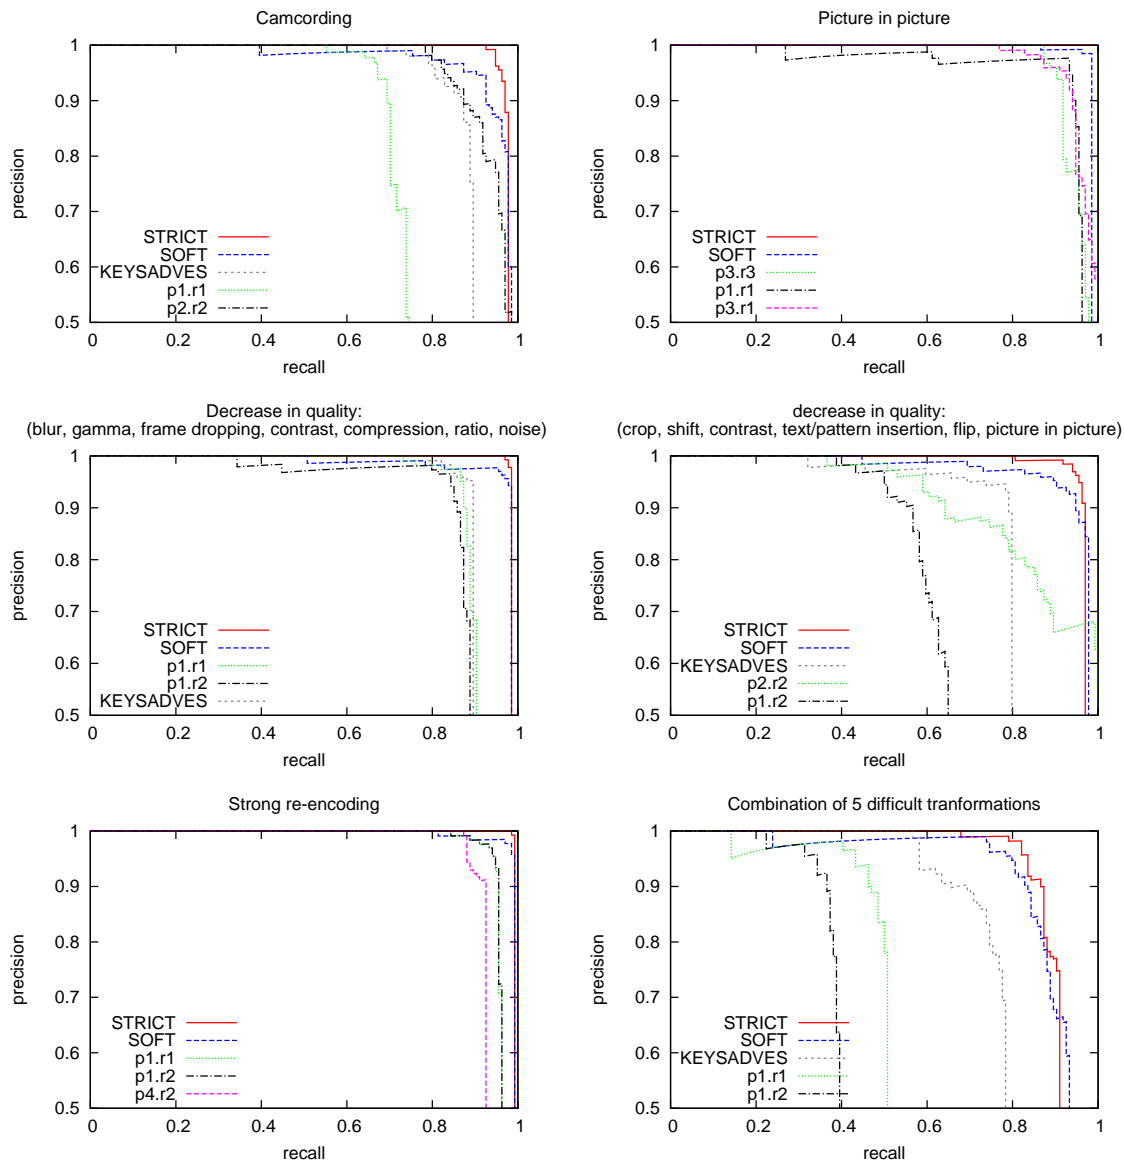 Camcording
1
0.9
0.8
0.7
0.6
0.5
precision
STRICT
SOFT
KEYSADVES
p1.r1
p2.r2
0 0.2 0.4 0.6 0.8 1
recall
Picture in picture
1
0.9
0.8
0.7
0.6
0.5
precision
STRICT
SOFT
p3.r3
p1.r1
p3.r1
0 0.2 0.4 0.6 0.8 1
recall
Decrease in quality:
(blur, gamma, frame dropping, contrast, compression, ratio, noise)
1
0.9
0.8
0.7
0.6
0.5
precision
STRICT
SOFT
p1.r1
p1.r2
KEYSADVES
0 0.2 0.4 0.6 0.8 1
recall
decrease in quality:
(crop, shift, contrast, text/pattern insertion, flip, picture in picture)
1
0.9
0.8
0.7
0.6
0.5
precision
STRICT
SOFT
KEYSADVES
p2.r2
p1.r2
0 0.2 0.4 0.6 0.8 1
recall
Strong re-encoding
1
0.9
0.8
0.7
0.6
0.5
precision
STRICT
SOFT
p1.r1
p1.r2
p4.r2
0 0.2 0.4 0.6 0.8 1
recall
Combination of 5 difficult tranformations
1
0.9
0.8
0.7
0.6
0.5
precision
STRICT
SOFT
KEYSADVES
p1.r1
p1.r2
0 0.2 0.4 0.6 0.8 1
recall